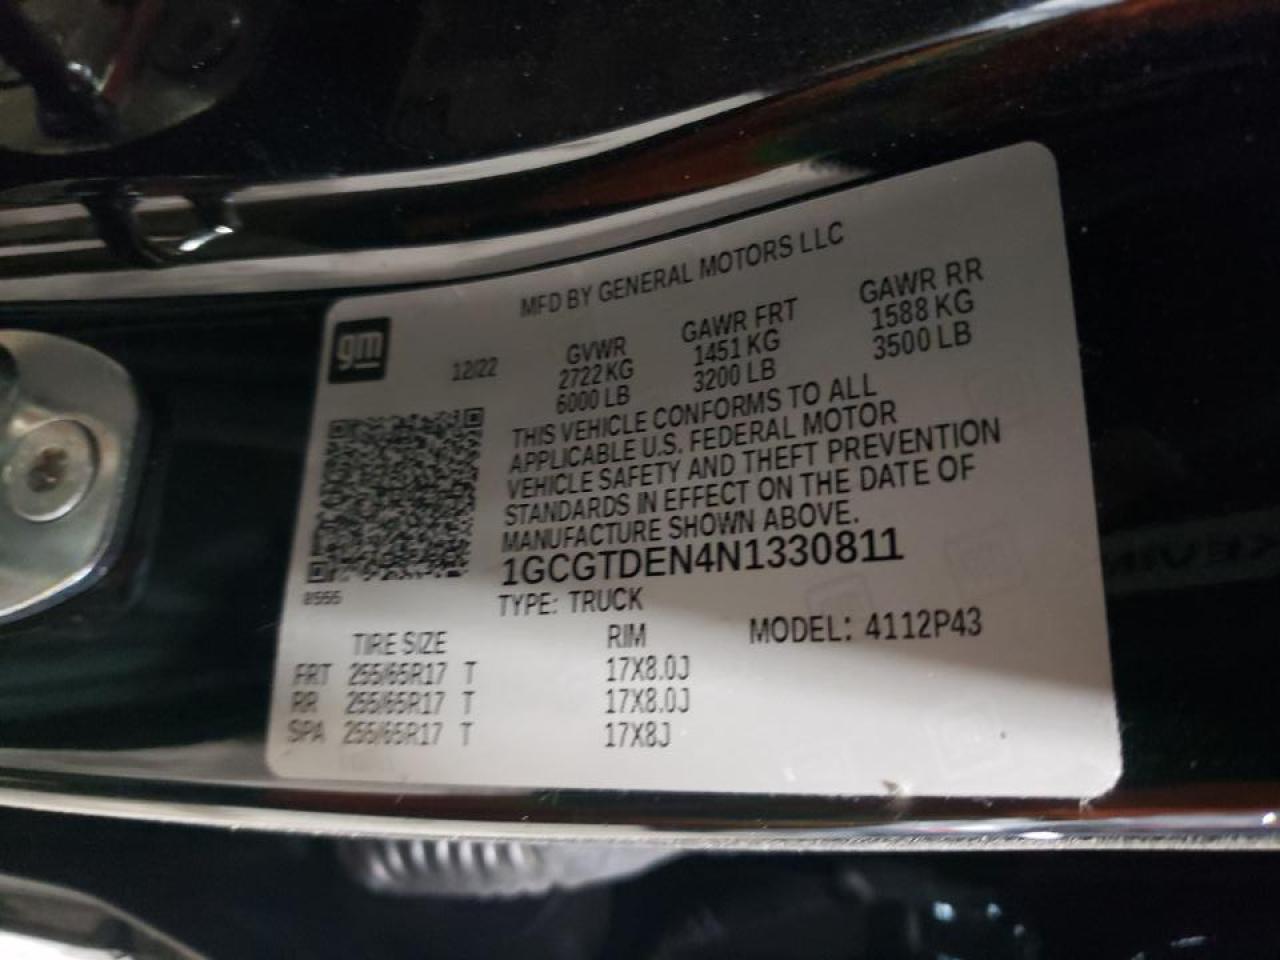 MFD BY GENERAL MOTORS LLC
gm
12/22
GVWR GAWR FRT GAWR RR
2722 KG 1451 KG 1588 KG
6000 LB 3200 LB 3500 LB
THIS VEHICLE CONFORMS TO ALL
APPLICABLE U.S. FEDERAL MOTOR
VEHICLE SAFETY AND THEFT PREVENTION
STANDARDS IN EFFECT ON THE DATE OF
MANUFACTURE SHOWN ABOVE.
1GCGTDEN4N1330811
TYPE: TRUCK
TIRE SIZE RIM MODEL: 4112P43
FRT 255/65R17 T 17X8.0J
RR 255/65R17 T 17X8.0J
SPA 255/65R17 T 17X8J